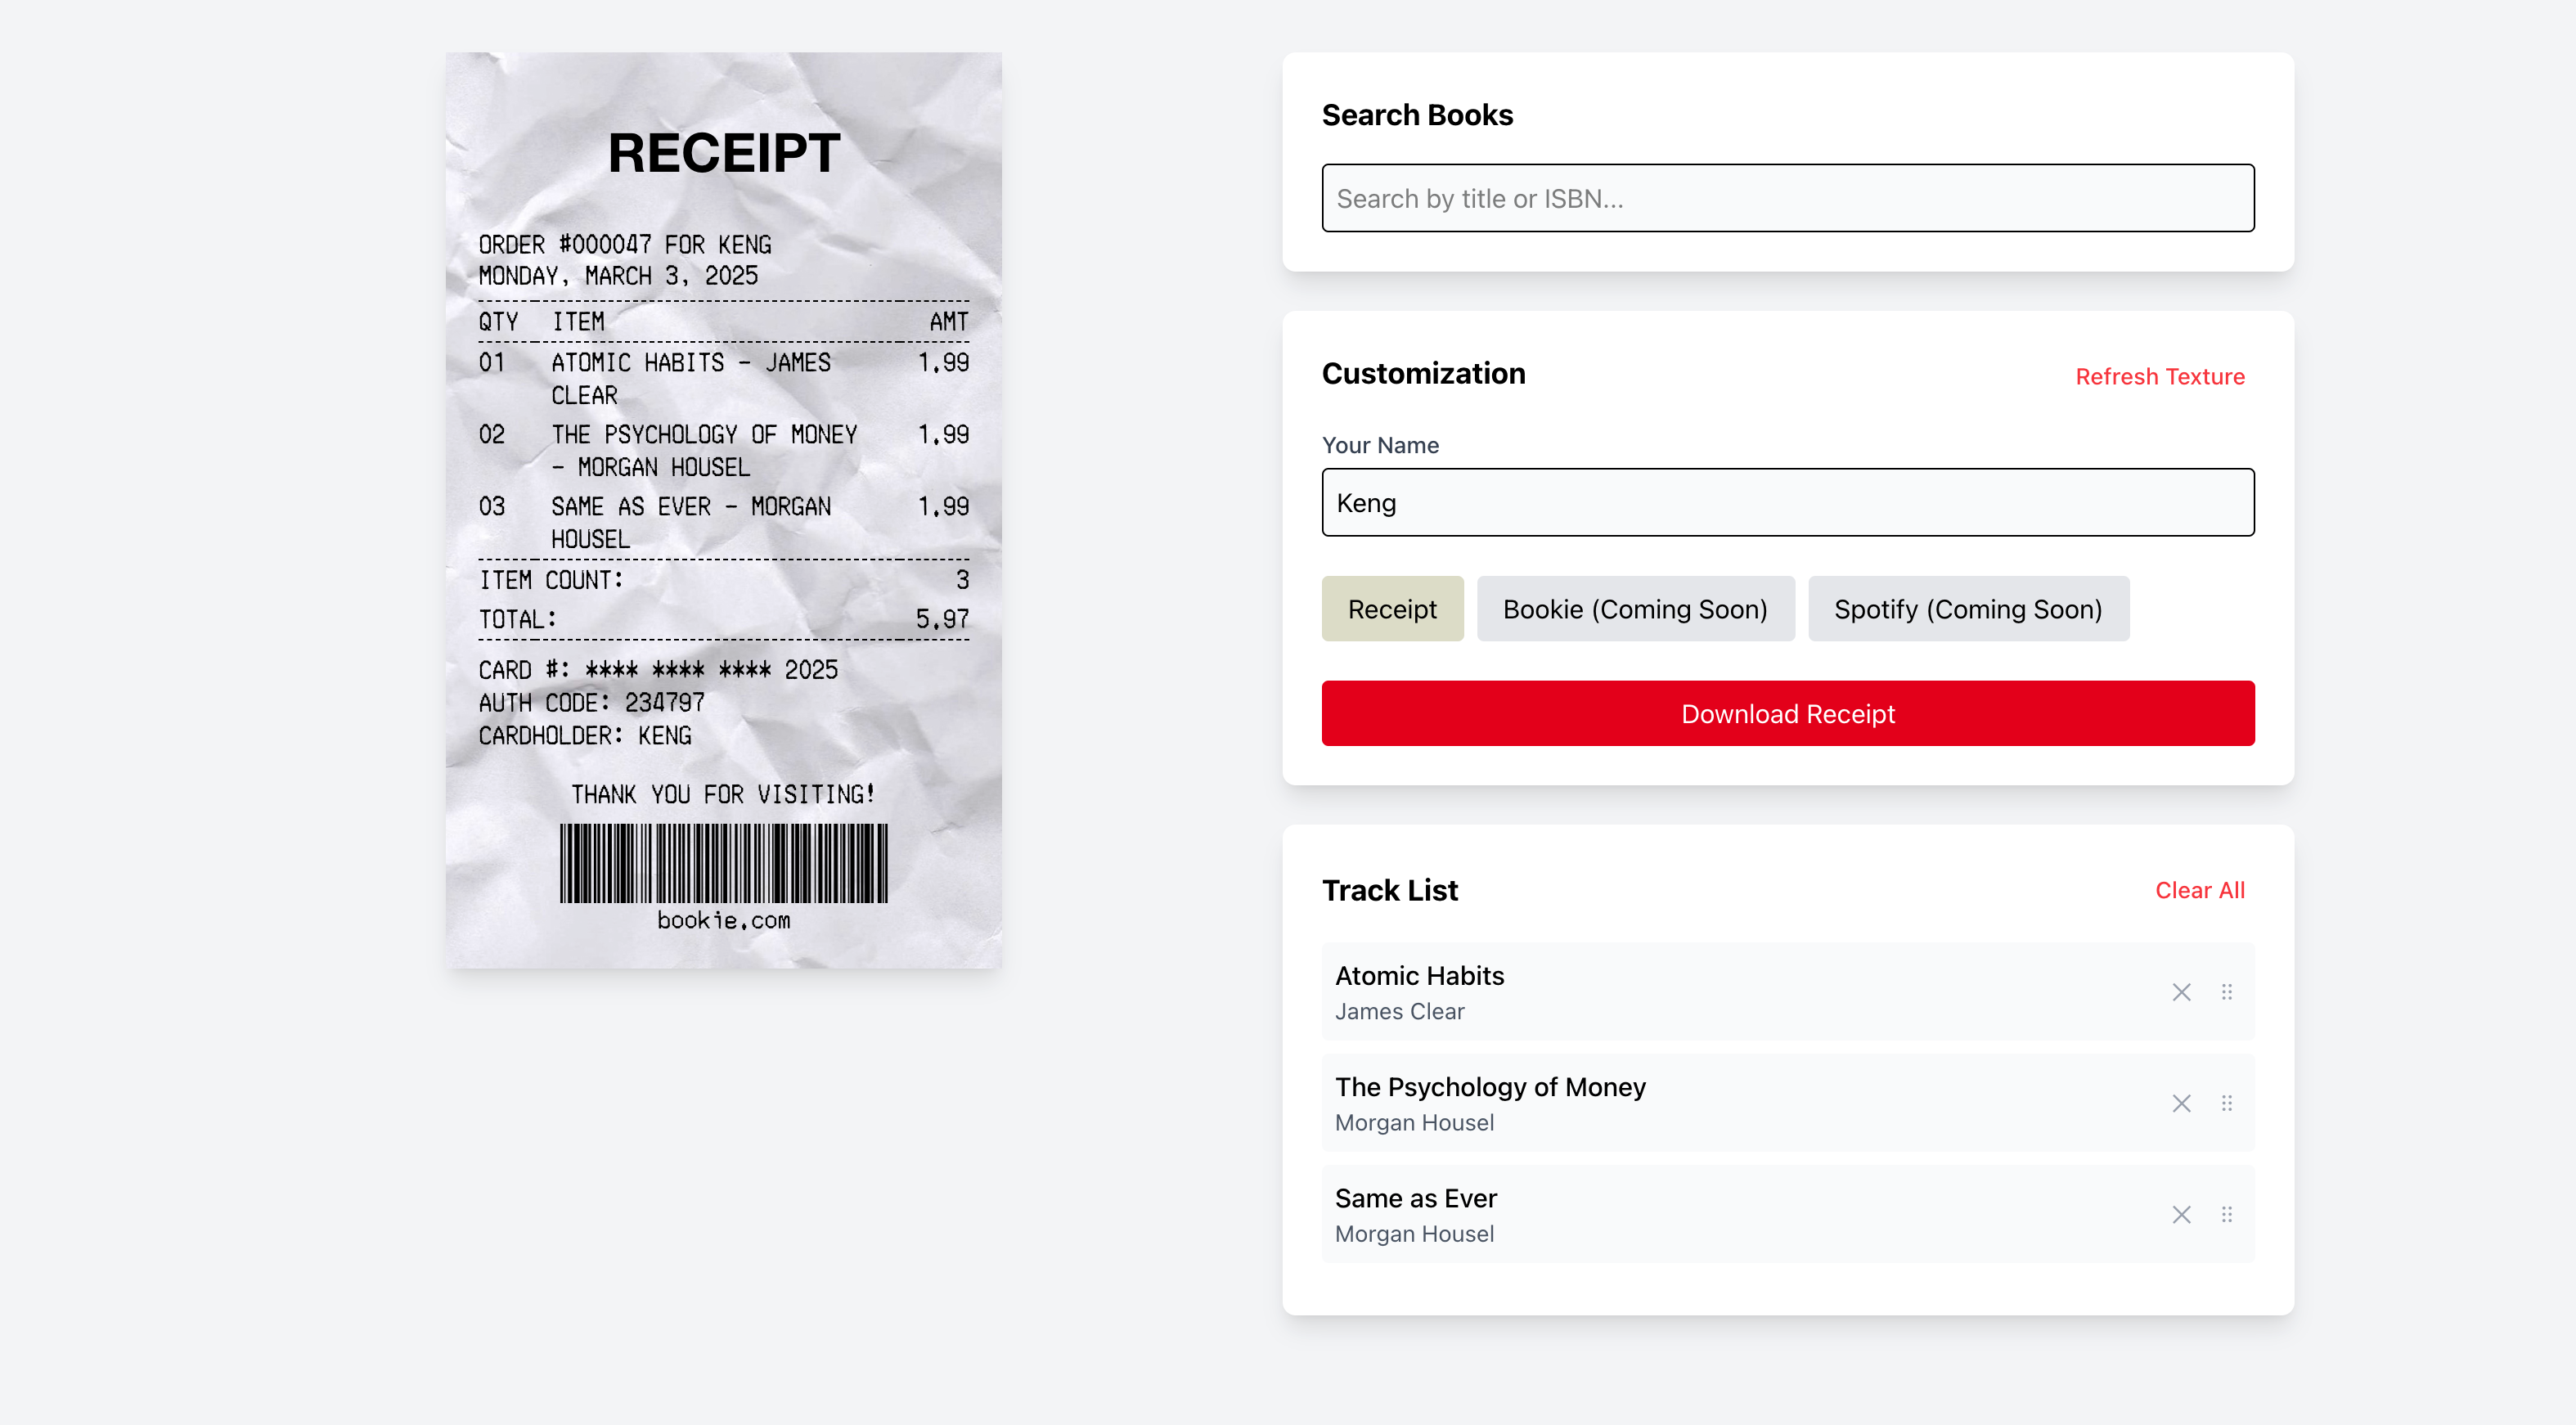 RECEIPT
ORDER #000047 FOR KENG
MONDAY, MARCH 3, 2025
QTY ITEM AMT
01 ATOMIC HABITS - JAMES 1.99
CLEAR
02 THE PSYCHOLOGY OF MONEY 1.99
- MORGAN HOUSEL
03 SAME AS EVER - MORGAN 1.99
HOUSEL
ITEM COUNT: 3
TOTAL: 5.97
CARD #: **** **** **** 2025
AUTH CODE: 234797
CARDHOLDER: KENG
THANK YOU FOR VISITING!
bookie.com
Search Books
Search by title or ISBN...
Customization
Refresh Texture
Your Name
Keng
Receipt
Bookie (Coming Soon)
Spotify (Coming Soon)
Download Receipt
Track List
Clear All
Atomic Habits
James Clear
The Psychology of Money
Morgan Housel
Same as Ever
Morgan Housel